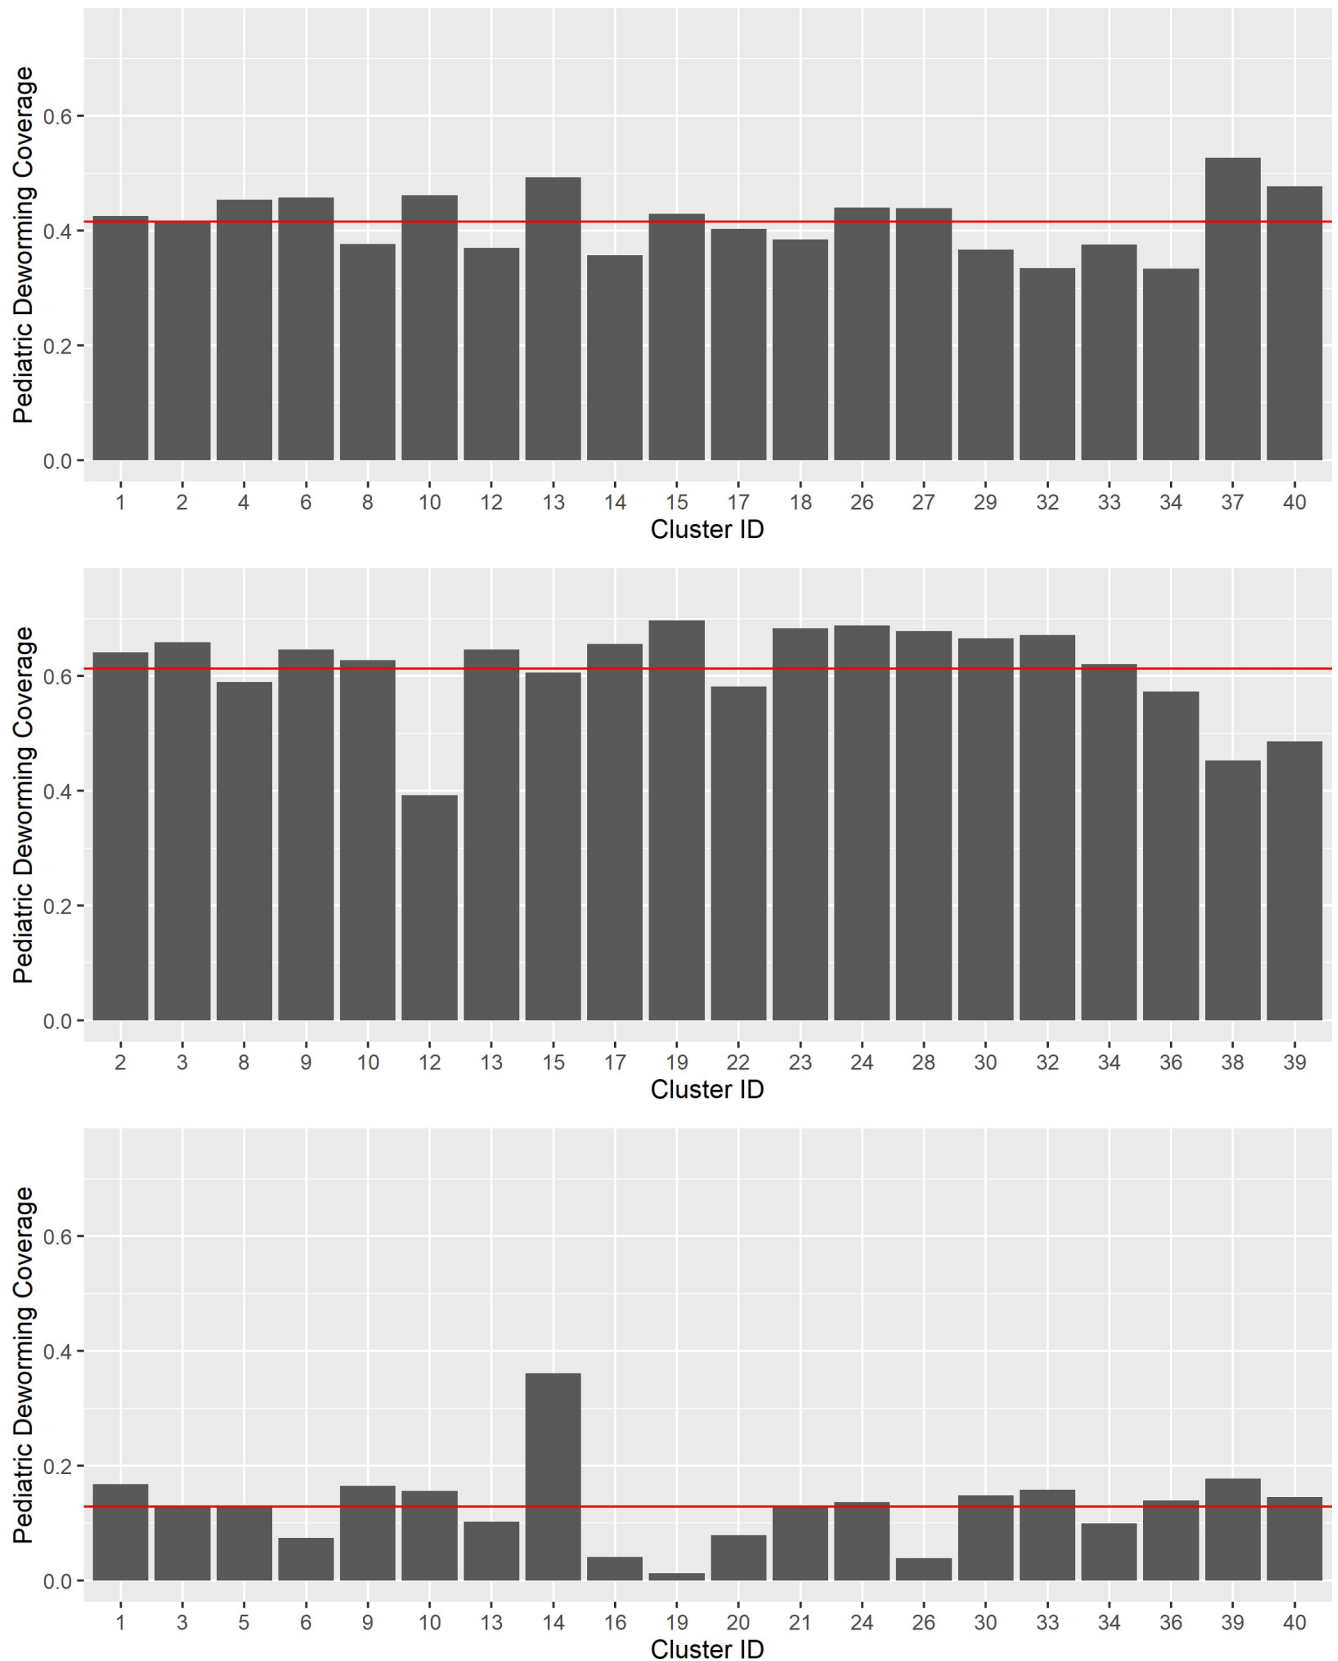 Pediatric Deworming Coverage
0.6
0.4
0.2
0.0
1 2 4 6 8 10 12 13 14 15 17 18 26 27 29 32 33 34 37 40
Cluster ID
Pediatric Deworming Coverage
0.6
0.4
0.2
0.0
2 3 8 9 10 12 13 15 17 19 22 23 24 28 30 32 34 36 38 39
Cluster ID
Pediatric Deworming Coverage
0.6
0.4
0.2
0.0
1 3 5 6 9 10 13 14 16 19 20 21 24 26 30 33 34 36 39 40
Cluster ID